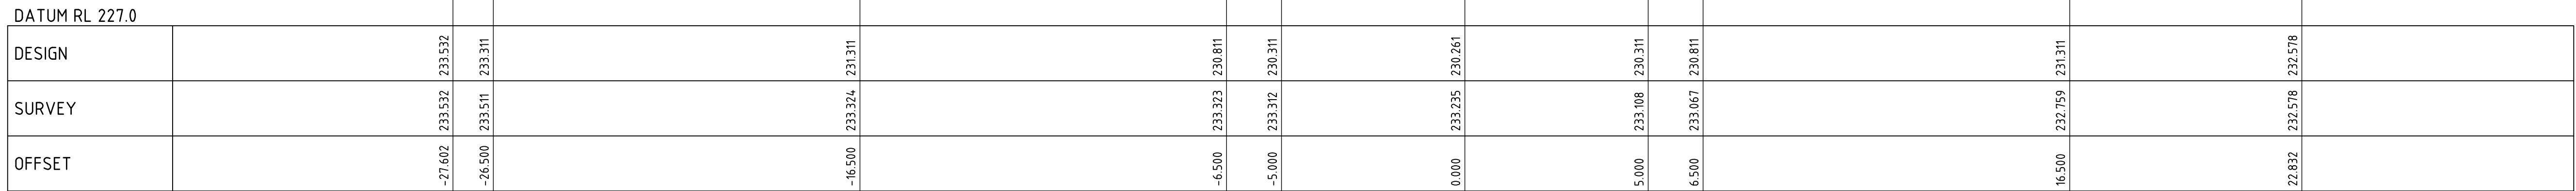 DATUM RL 227.0
DESIGN 233.532 233.311 231.311 230.811 230.311 230.261 230.311 230.811 231.311 232.578
SURVEY 233.532 233.511 233.324 233.323 233.312 233.235 233.108 233.067 232.759 232.578
OFFSET -27.602 -26.500 -16.500 -6.500 -5.000 0.000 5.000 6.500 16.500 22.832